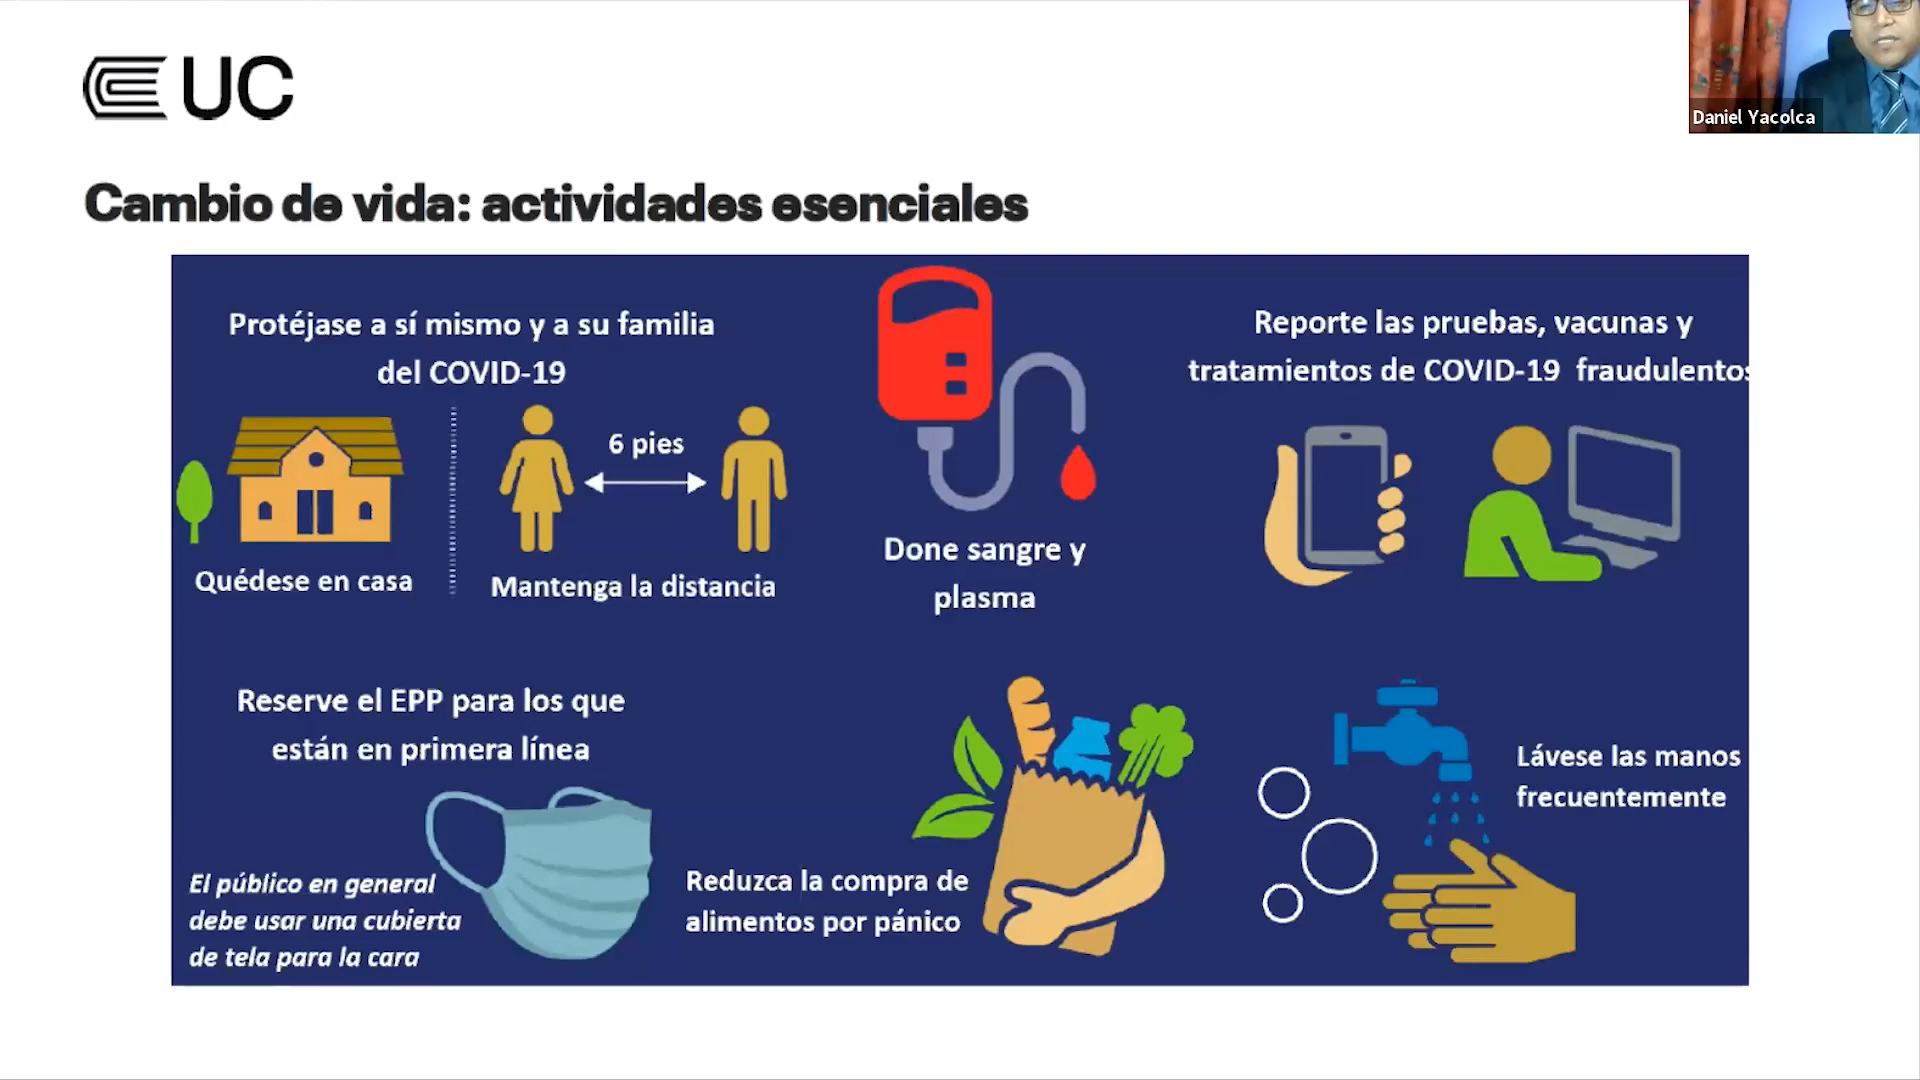 UC
Daniel Yacolca
Cambio de vida: actividades esenciales
Protéjase a sí mismo y a su familia
del COVID-19
6 pies
Quédese en casa
Mantenga la distancia
Done sangre y
plasma
Reporte las pruebas, vacunas y
tratamientos de COVID-19 fraudulentos
Reserve el EPP para los que
están en primera línea
El público en general
debe usar una cubierta
de tela para la cara
Reduzca la compra de
alimentos por pánico
Lávese las manos
frecuentemente